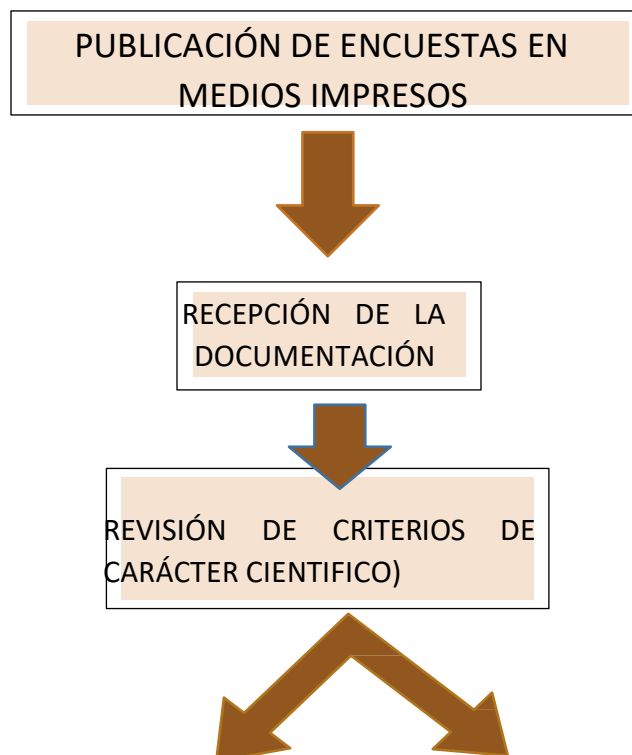 PUBLICACIÓN DE ENCUESTAS EN
MEDIOS IMPRESOS
RECEPCIÓN DE LA
DOCUMENTACIÓN
REVISIÓN DE CRITERIOS DE
CARÁCTER CIENTIFICO)